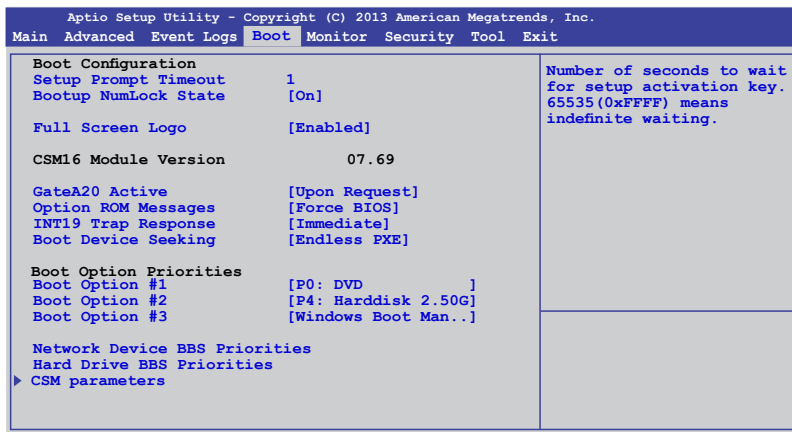 Aptio Setup Utility - Copyright (C) 2013 American Megatrends, Inc.
Main Advanced Event Logs Boot Monitor Security Tool Exit
Boot Configuration
Setup Prompt Timeout 1
Bootup NumLock State [On]
Full Screen Logo [Enabled]
CSM16 Module Version 07.69
GateA20 Active [Upon Request]
Option ROM Messages [Force BIOS]
INT19 Trap Response [Immediate]
Boot Device Seeking [Endless PXE]
Boot Option Priorities
Boot Option #1 [P0: DVD ]
Boot Option #2 [P4: Harddisk 2.50G]
Boot Option #3 [Windows Boot Man..]
Network Device BBS Priorities
Hard Drive BBS Priorities
CSM parameters
Number of seconds to wait
for setup activation key.
65535(0xFFFF) means
indefinite waiting.